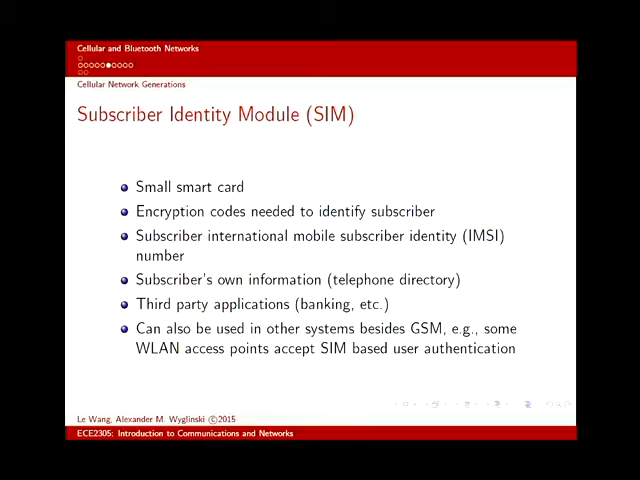 Cellular and Bluetooth Networks
Cellular Network Generations
Subscriber Identity Module (SIM)
Small smart card
Encryption codes needed to identify subscriber
Subscriber international mobile subscriber identity (IMSI)
number
Subscriber's own information (telephone directory)
Third party applications (banking, etc.)
Can also be used in other systems besides GSM, e.g., some
WLAN access points accept SIM based user authentication
Le Wang, Alexander M. Wyglinski ©2015
ECE2305: Introduction to Communications and Networks